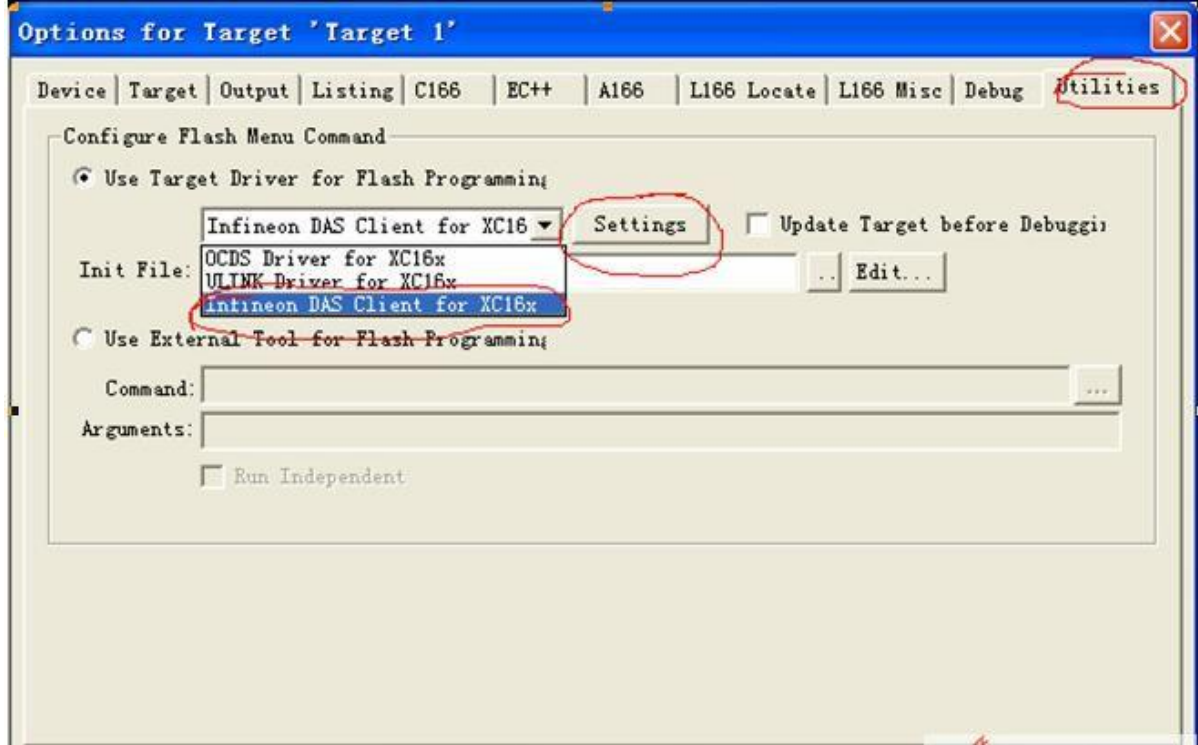 Options for Target 'Target 1'
Device Target Output Listing C166 EC++ A166 L166 Locate L166 Misc Debug Utilities
Configure Flash Menu Command
Use Target Driver for Flash Programming
Infineon DAS Client for XC16 Settings Update Target before Debuggin
OCDS Driver for XC16x
Init File: .. Edit...
ULINK Driver for XC16x
Infineon DAS Client for XC16x
Use External Tool for Flash Programming
Command: ...
Arguments:
Run Independent